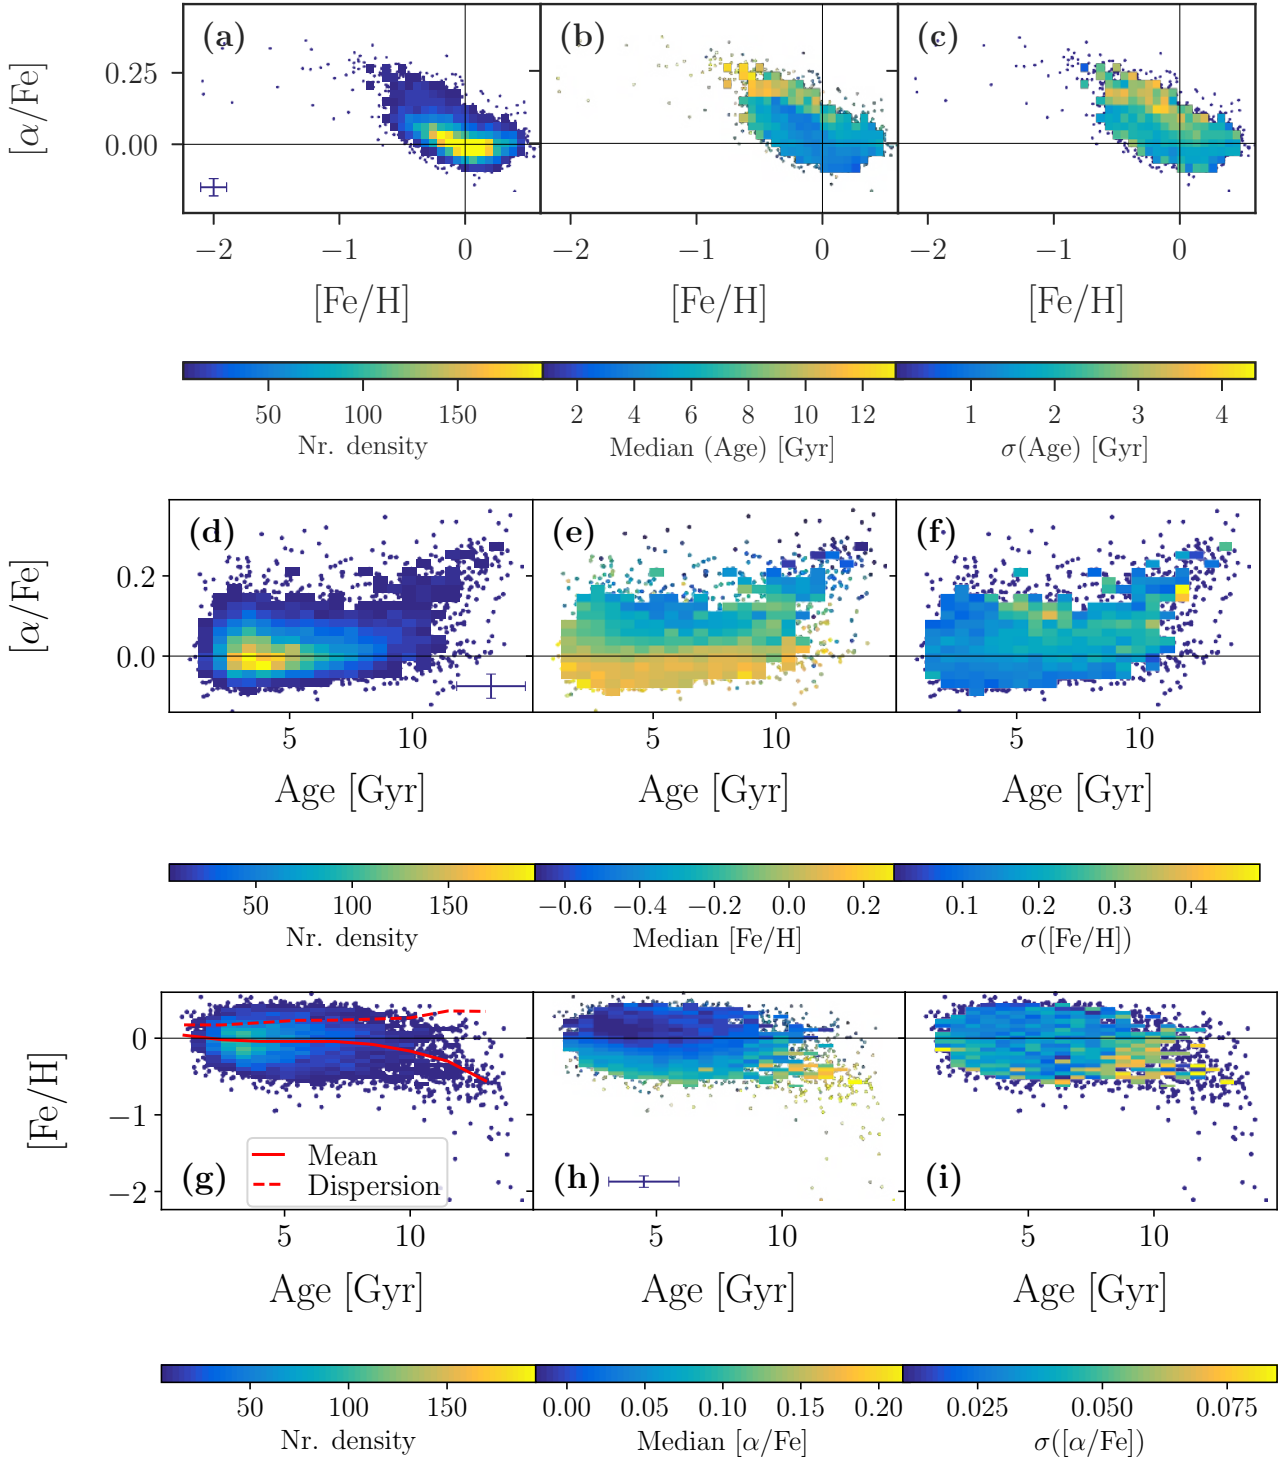 (a) (b) (c)
[α/Fe]
0.25
0.00
−2 −1 0 −2 −1 0 −2 −1 0
[Fe/H] [Fe/H] [Fe/H]
50 100 150 2 4 6 8 10 12 1 2 3 4
Nr. density Median (Age) [Gyr] σ(Age) [Gyr]
(d) (e) (f)
[α/Fe]
0.2
0.0
5 10 5 10 5 10
Age [Gyr] Age [Gyr] Age [Gyr]
50 100 150 −0.6 −0.4 −0.2 0.0 0.2 0.1 0.2 0.3 0.4
Nr. density Median [Fe/H] σ([Fe/H])
[Fe/H]
0
−1
−2
Mean
Dispersion
(g) (h) (i)
5 10 5 10 5 10
Age [Gyr] Age [Gyr] Age [Gyr]
50 100 150 0.00 0.05 0.10 0.15 0.20 0.025 0.050 0.075
Nr. density Median [α/Fe] σ([α/Fe])